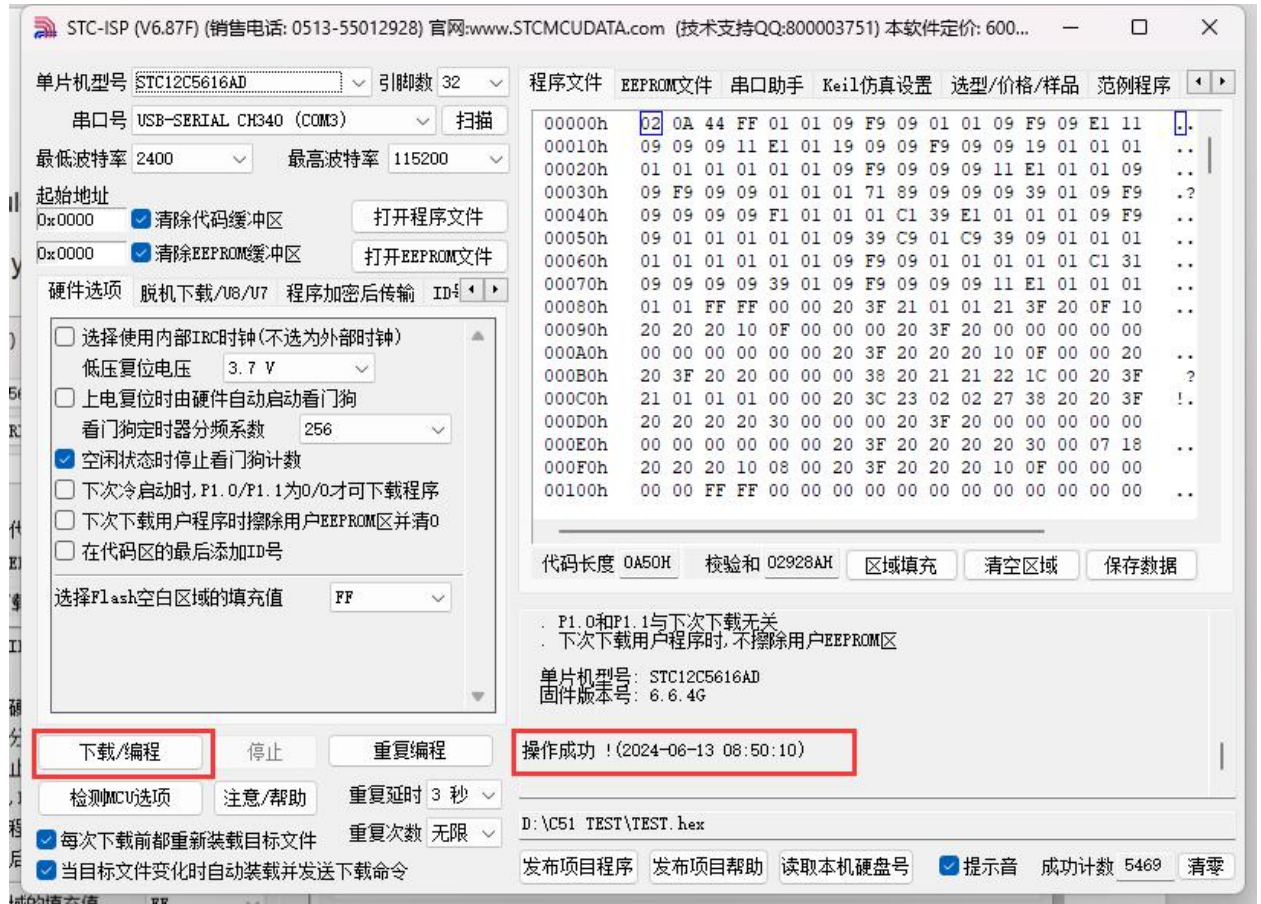 STC-ISP (V6.87F) (销售电话: 0513-55012928) 官网:www.STCMCUDATA.com (技术支持QQ:800003751) 本软件定价: 600...
单片机型号 STC12C5616AD 引脚数 32
串口号 USB-SERIAL CH340 (COM3) 扫描
最低波特率 2400 最高波特率 115200
起始地址
0x0000 清除代码缓冲区 打开程序文件
0x0000 清除EEPROM缓冲区 打开EEPROM文件
硬件选项 脱机下载/U8/U7 程序加密后传输
选择使用内部IRC时钟(不选为外部时钟)
低压复位电压 3.7 V
上电复位时由硬件自动启动看门狗
看门狗定时器分频系数 256
空闲状态时停止看门狗计数
下次冷启动时,P1.0/P1.1为0/0才可下载程序
下次下载用户程序时擦除用户EEPROM区并清0
在代码区的最后添加ID号
选择Flash空白区域的填充值 FF
下载/编程 停止 重复编程
检测MCU选项 注意/帮助 重复延时 3 秒
每次下载前都重新装载目标文件 重复次数 无限
当目标文件变化时自动装载并发送下载命令
程序文件 EEPROM文件 串口助手 Keil仿真设置 选型/价格/样品 范例程序
00000h 02 0A 44 FF 01 01 09 F9 09 01 01 09 F9 09 E1 11 ..
00010h 09 09 09 11 E1 01 19 09 09 F9 09 09 19 01 01 01 ..
00020h 01 01 01 01 01 01 09 F9 09 09 09 11 E1 01 01 09 ..
00030h 09 F9 09 09 01 01 01 71 89 09 09 09 39 01 09 F9 .?
00040h 09 09 09 09 F1 01 01 01 C1 39 E1 01 01 01 09 F9 ..
00050h 09 01 01 01 01 01 09 39 C9 01 C9 39 09 01 01 01 ..
00060h 01 01 01 01 01 01 09 F9 09 01 01 01 01 01 C1 31 ..
00070h 09 09 09 09 39 01 09 F9 09 09 09 11 E1 01 01 01 ..
00080h 01 01 FF FF 00 00 20 3F 21 01 01 21 3F 20 0F 10
00090h 20 20 20 10 0F 00 00 00 20 3F 20 00 00 00 00 00
000A0h 00 00 00 00 00 00 20 3F 20 20 20 10 0F 00 00 20 ..
000B0h 20 3F 20 20 00 00 00 38 20 21 21 22 1C 00 20 3F ?
000C0h 21 01 01 01 00 00 20 3C 23 02 02 27 38 20 20 3F !.
000D0h 20 20 20 20 30 00 00 00 20 3F 20 00 00 00 00 00
000E0h 00 00 00 00 00 00 20 3F 20 20 20 20 30 00 07 18 ..
000F0h 20 20 20 10 08 00 20 3F 20 20 20 10 0F 00 00 00
00100h 00 00 FF FF 00 00 00 00 00 00 00 00 00 00 00 00 ..
代码长度 0A50H 校验和 02928AH 区域填充 清空区域 保存数据
. P1.0和P1.1与下次下载无关
. 下次下载用户程序时,不擦除用户EEPROM区
单片机型号: STC12C5616AD
固件版本号: 6.6.4G
操作成功 !(2024-06-13 08:50:10)
D:\C51 TEST\TEST.hex
发布项目程序 发布项目帮助 读取本机硬盘号 提示音 成功计数 5469 清零